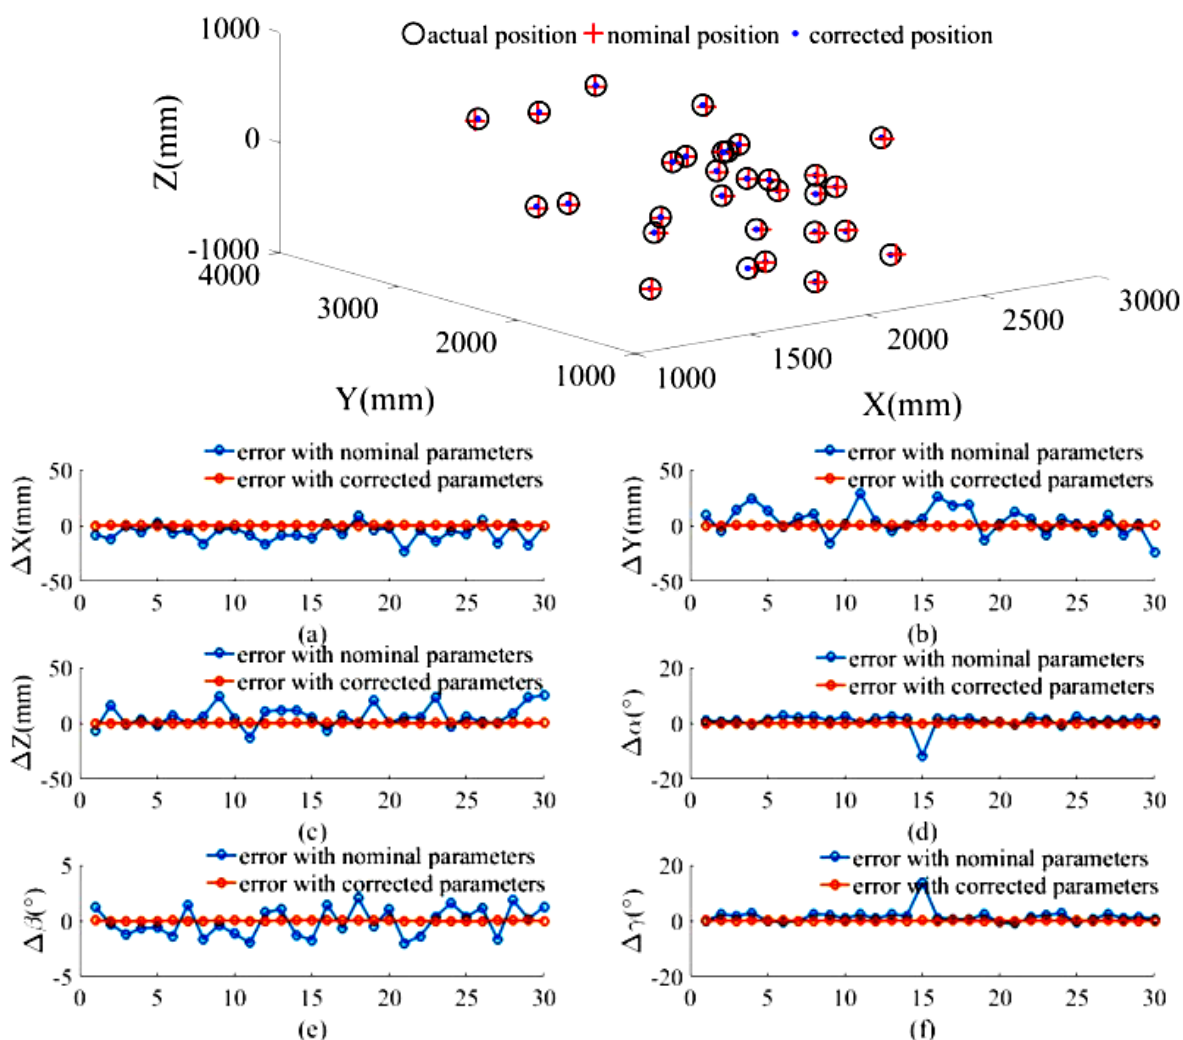 1000
actual position nominal position corrected position
Z(mm)
0
-1000
4000
3000
2000
1000
1000
1500
2000
2500
3000
Y(mm)
X(mm)
error with nominal parameters
error with corrected parameters
ΔX(mm)
50
0
-50
0 5 10 15 20 25 30
(a)
error with nominal parameters
error with corrected parameters
ΔY(mm)
50
0
-50
0 5 10 15 20 25 30
(b)
error with nominal parameters
error with corrected parameters
ΔZ(mm)
50
0
-50
0 5 10 15 20 25 30
(c)
error with nominal parameters
error with corrected parameters
Δα(°)
20
0
-20
0 5 10 15 20 25 30
(d)
error with nominal parameters
error with corrected parameters
Δβ(°)
5
0
-5
0 5 10 15 20 25 30
(e)
error with nominal parameters
error with corrected parameters
Δγ(°)
20
0
-20
0 5 10 15 20 25 30
(f)